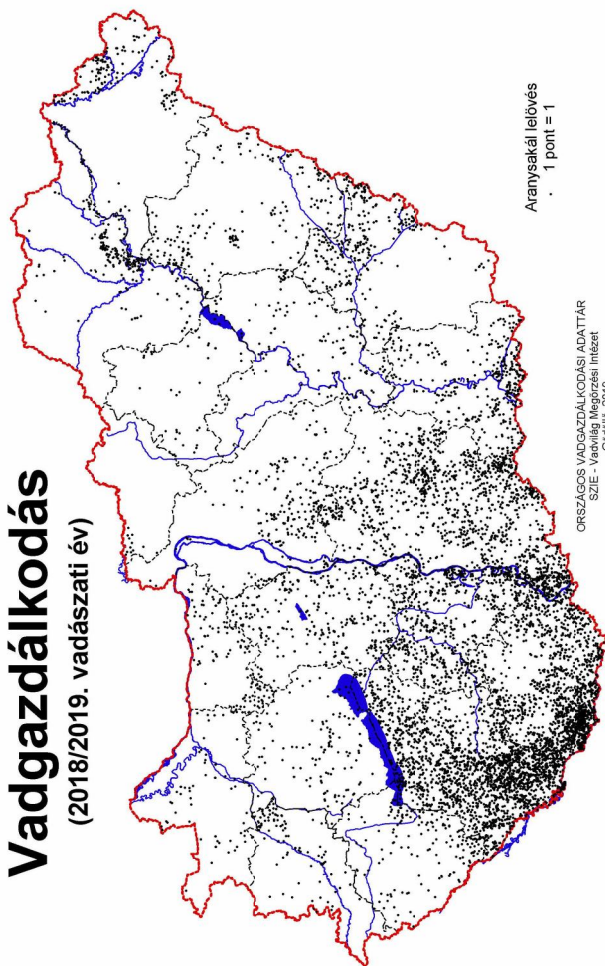 Vadgazdálkodás
(2018/2019. vadászati év)
Aranysakál lelövés
. 1 pont = 1
ORSZÁGOS VADGAZDÁLKODÁSI ADATTÁR
SZIE - Vadvilág Megőrzési Intézet